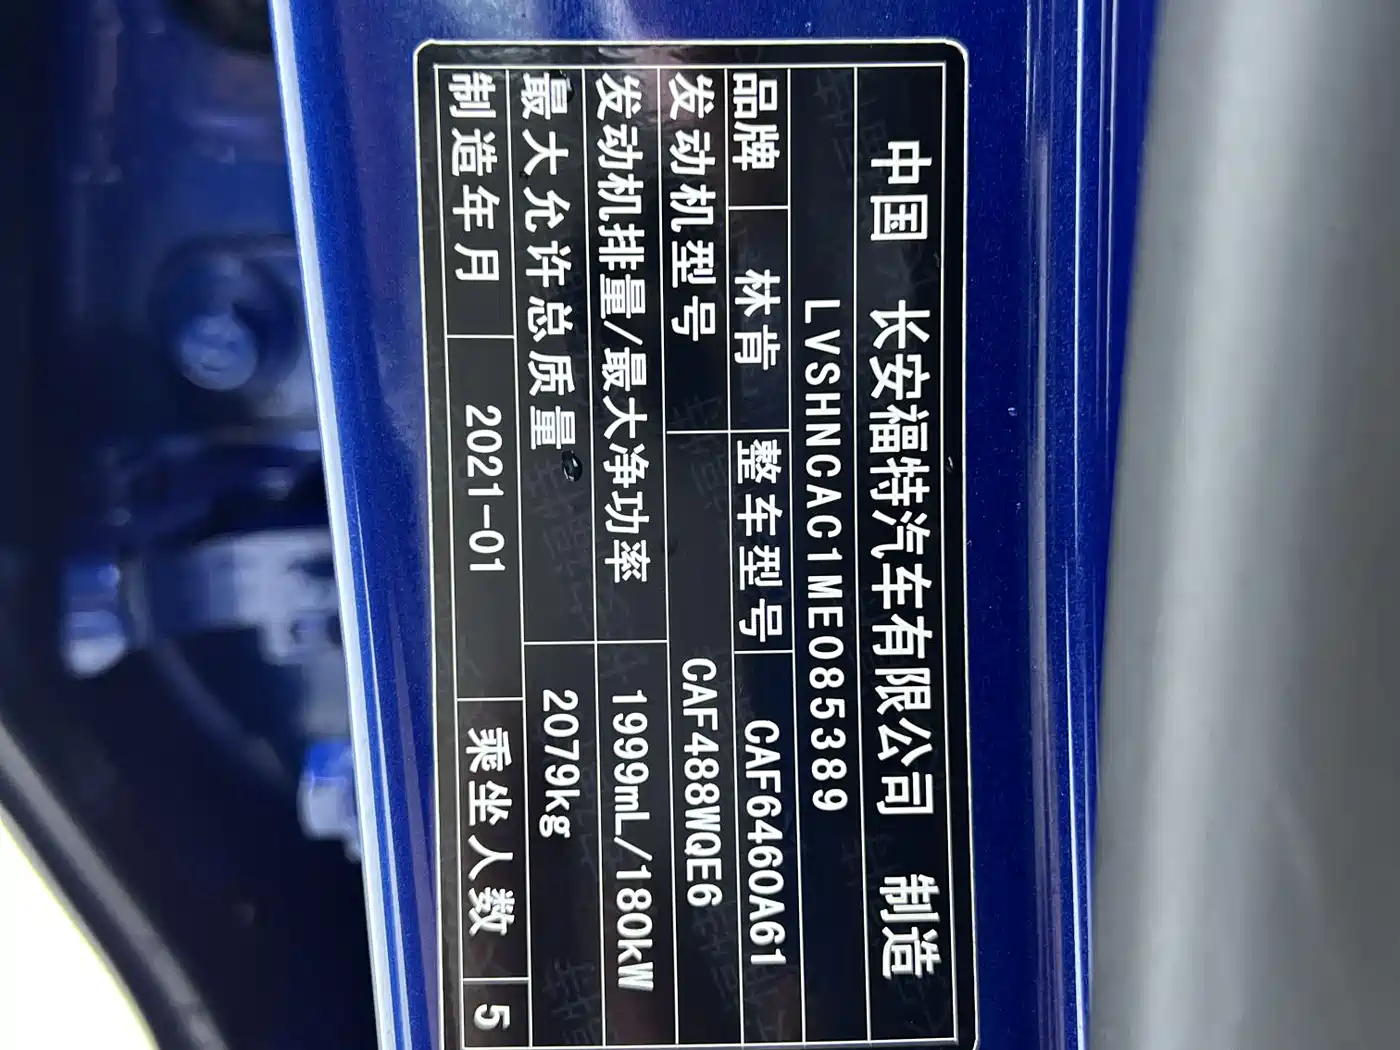 中国 长安福特汽车有限公司 制造
LVSHNCAC1ME085389
品牌 林肯 整车型号 CAF6460A61
发动机型号 CAF488WQE6
发动机排量/最大净功率 1999mL/180kW
最大允许总质量 2079kg
制造年月 2021-01 乘坐人数 5